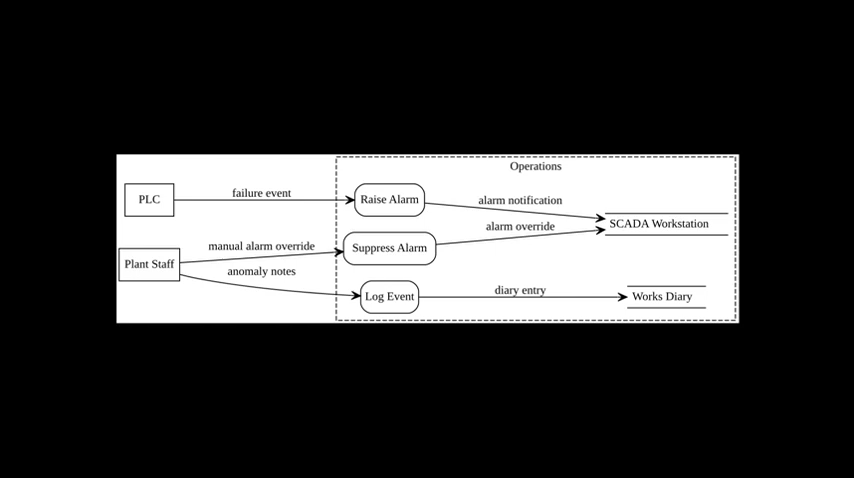 Operations
PLC
failure event
Raise Alarm
alarm notification
SCADA Workstation
manual alarm override
Suppress Alarm
alarm override
Plant Staff
anomaly notes
Log Event
diary entry
Works Diary